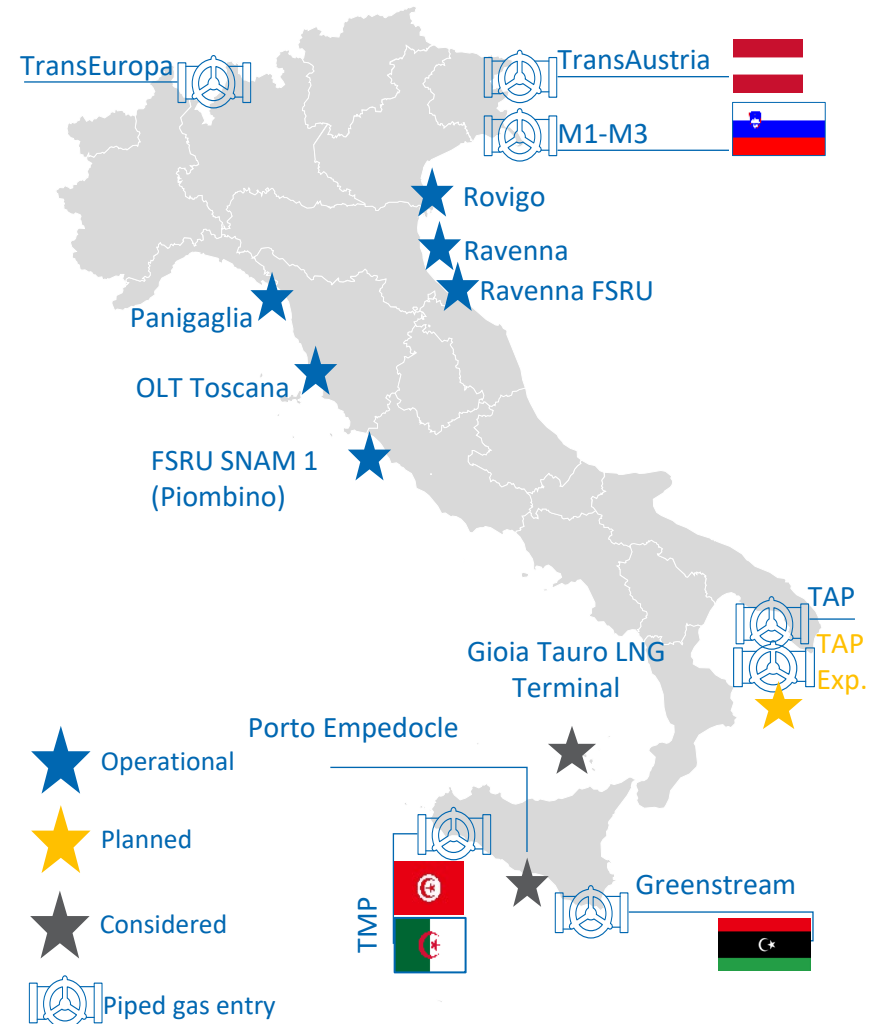 TransEuropa
TransAustria
M1-M3
Rovigo
Ravenna
Ravenna FSRU
Panigaglia
OLT Toscana
FSRU SNAM 1
(Piombino)
TAP
TAP
Exp.
Gioia Tauro LNG
Terminal
Porto Empedocle
Operational
Planned
Considered
Piped gas entry
TMP
Greenstream